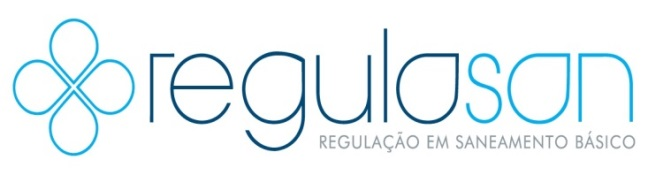 regulasan
REGULAÇÃO EM SANEAMENTO BÁSICO